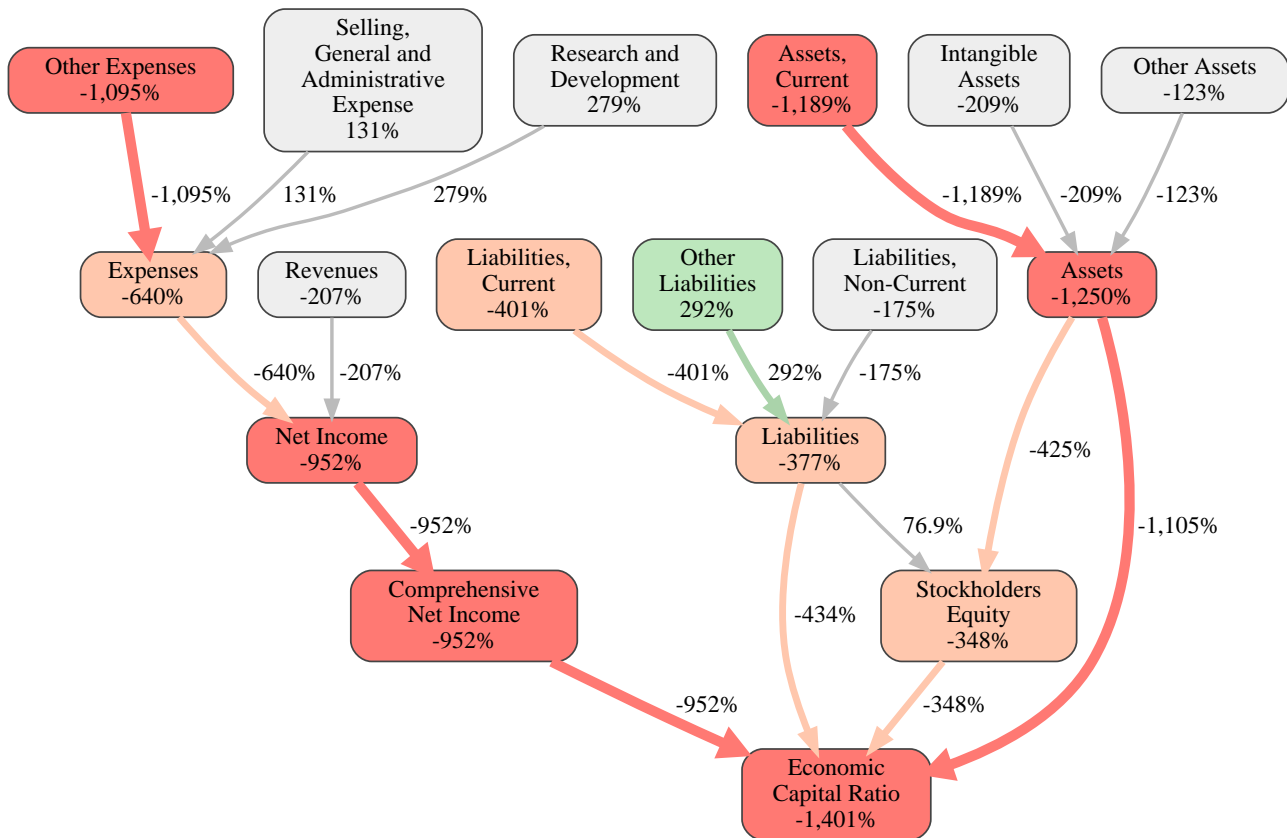 Other Expenses
-1,095%
Selling,
General and
Administrative
Expense
131%
Research and
Development
279%
Assets,
Current
-1,189%
Intangible
Assets
-209%
Other Assets
-123%
-1,095%
131%
279%
-1,189%
-209%
-123%
Expenses
-640%
Revenues
-207%
Liabilities,
Current
-401%
Other
Liabilities
292%
Liabilities,
Non-Current
-175%
Assets
-1,250%
-640%
-207%
-401%
292%
-175%
Net Income
-952%
Liabilities
-377%
-425%
-952%
76.9%
-1,105%
Comprehensive
Net Income
-952%
-434%
Stockholders
Equity
-348%
-952%
-348%
Economic
Capital Ratio
-1,401%